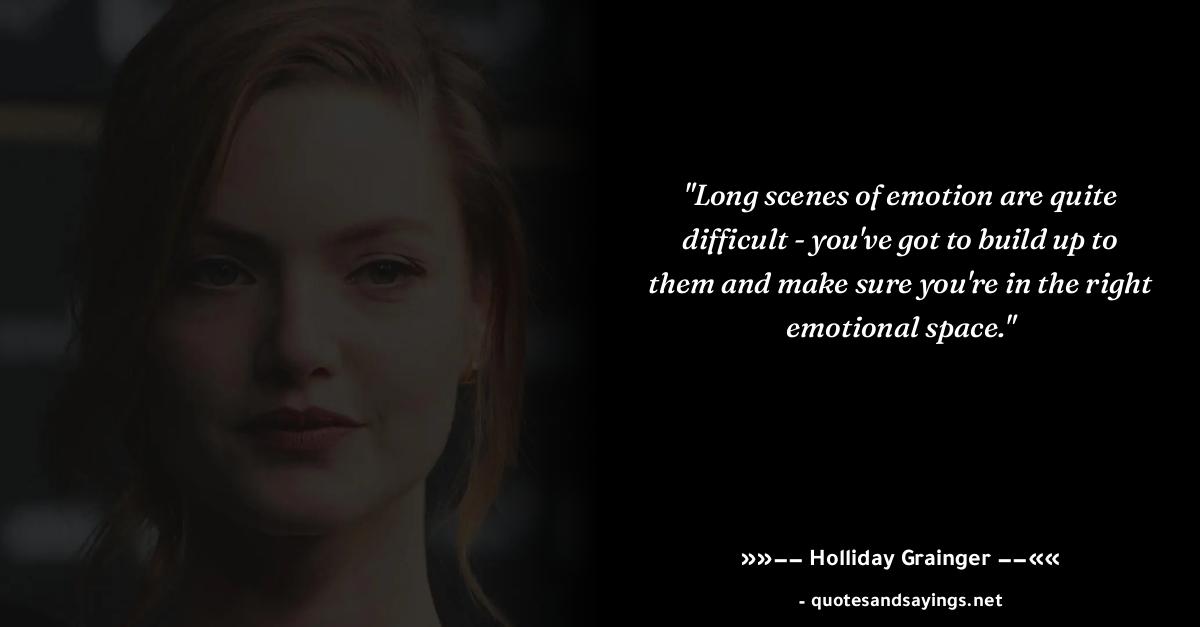 "Long scenes of emotion are quite
difficult - you've got to build up to
them and make sure you're in the right
emotional space."
»»−− Holliday Grainger −−««
- quotesandsayings.net